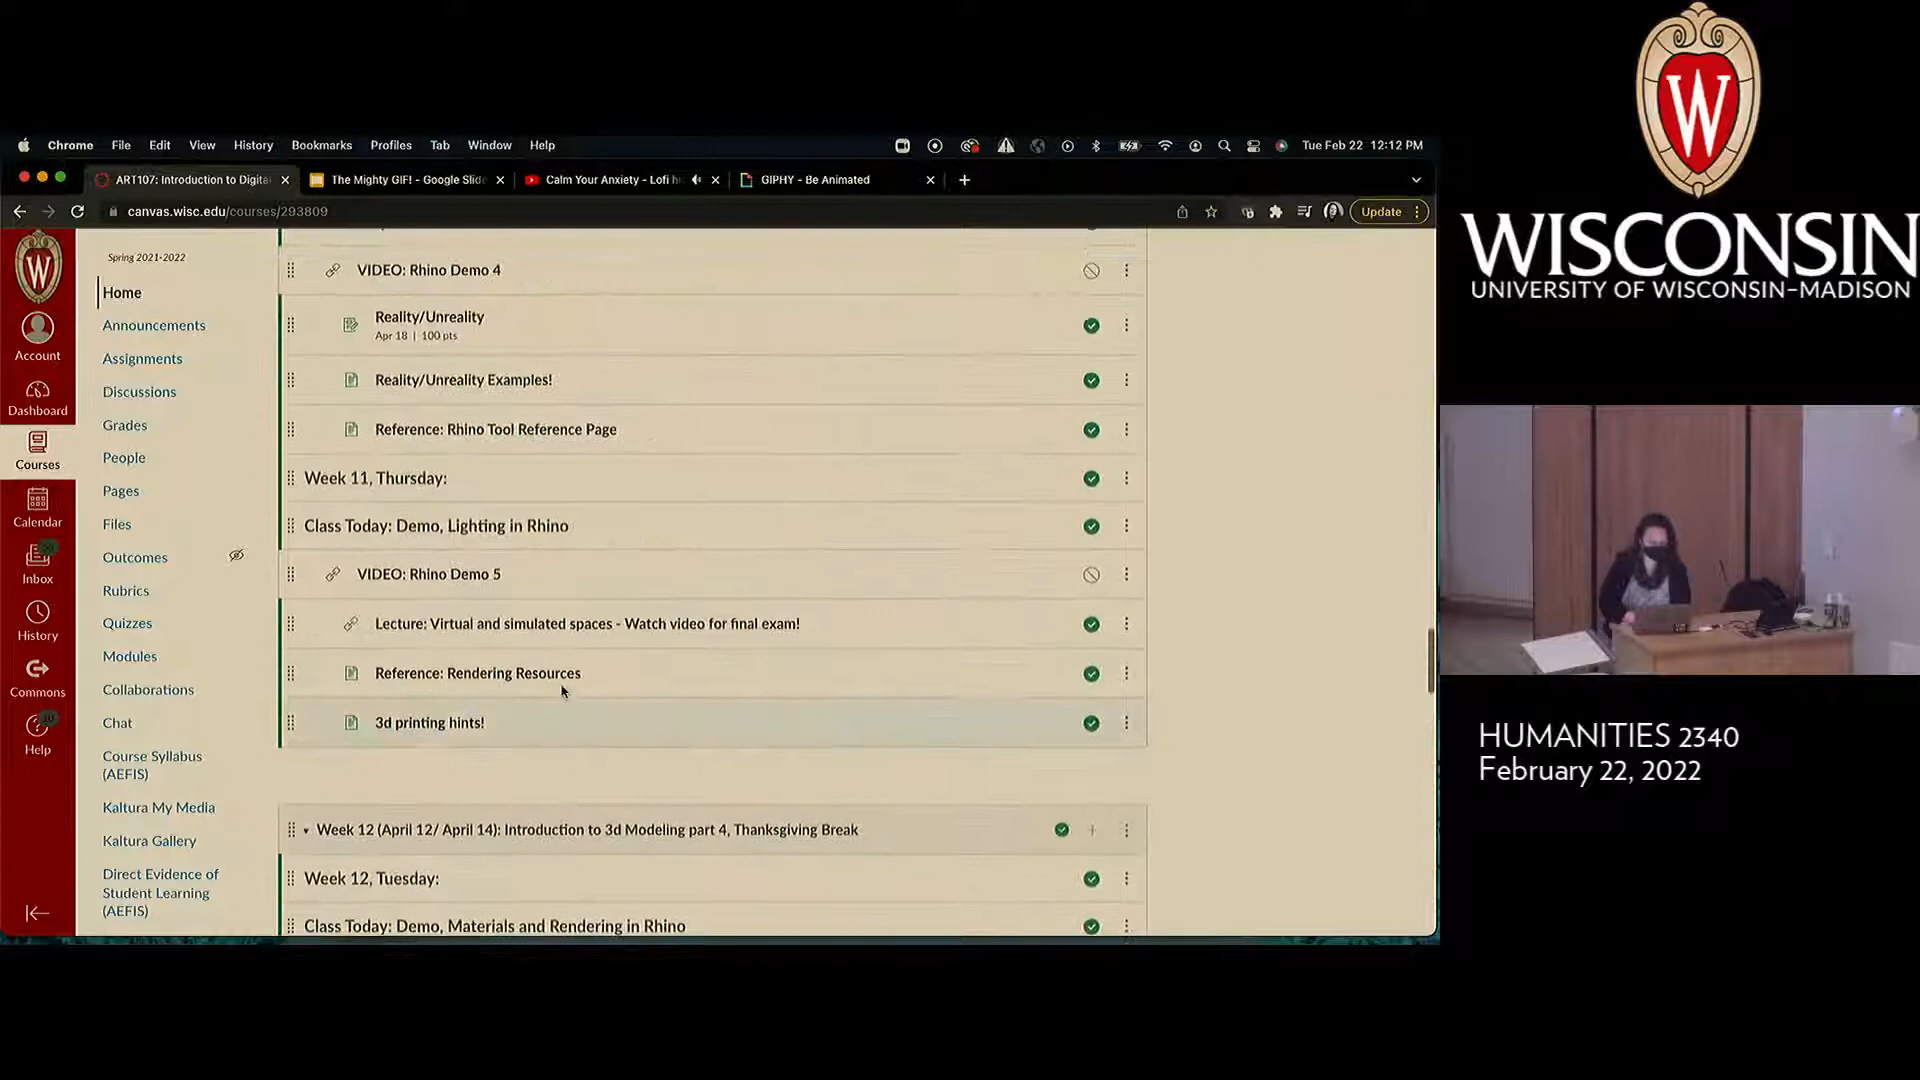 Chrome File Edit View History Bookmarks Profiles Tab Window Help Tue Feb 22 12:12 PM
ART107: Introduction to Digita The Mighty GIF! - Google Slide Calm Your Anxiety - Lofi h GIPHY - Be Animated
canvas.wisc.edu/courses/293809 Update
Account
Dashboard
Courses
Calendar
Inbox
History
Commons
Help
Spring 2021-2022
Home
Announcements
Assignments
Discussions
Grades
People
Pages
Files
Outcomes
Rubrics
Quizzes
Modules
Collaborations
Chat
Course Syllabus
(AEFIS)
Kaltura My Media
Kaltura Gallery
Direct Evidence of
Student Learning
(AEFIS)
VIDEO: Rhino Demo 4
Reality/Unreality
Apr 18 | 100 pts
Reality/Unreality Examples!
Reference: Rhino Tool Reference Page
Week 11, Thursday:
Class Today: Demo, Lighting in Rhino
VIDEO: Rhino Demo 5
Lecture: Virtual and simulated spaces - Watch video for final exam!
Reference: Rendering Resources
3d printing hints!
Week 12 (April 12/ April 14): Introduction to 3d Modeling part 4, Thanksgiving Break
Week 12, Tuesday:
Class Today: Demo, Materials and Rendering in Rhino
W
WISCONSIN
UNIVERSITY OF WISCONSIN–MADISON
HUMANITIES 2340
February 22, 2022